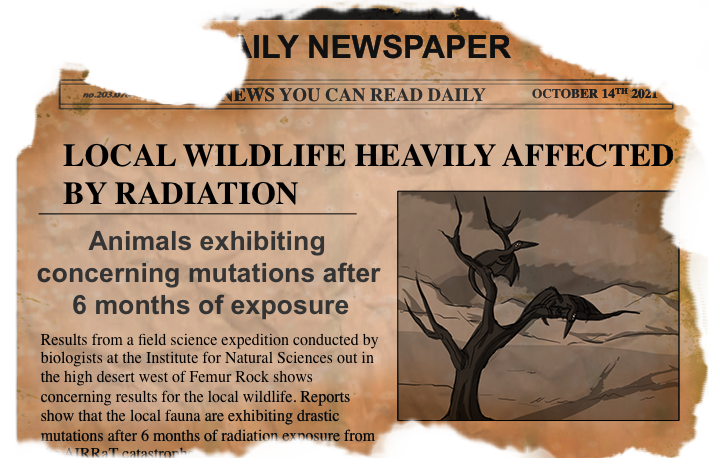 AILY NEWSPAPER
NEWS YOU CAN READ DAILY
OCTOBER 14TH 2021
LOCAL WILDLIFE HEAVILY AFFECTED
BY RADIATION
Animals exhibiting
concerning mutations after
6 months of exposure
Results from a field science expedition conducted by
biologists at the Institute for Natural Sciences out in
the high desert west of Femur Rock shows
concerning results for the local wildlife. Reports
show that the local fauna are exhibiting drastic
mutations after 6 months of radiation exposure from
AIRRaT catastroph